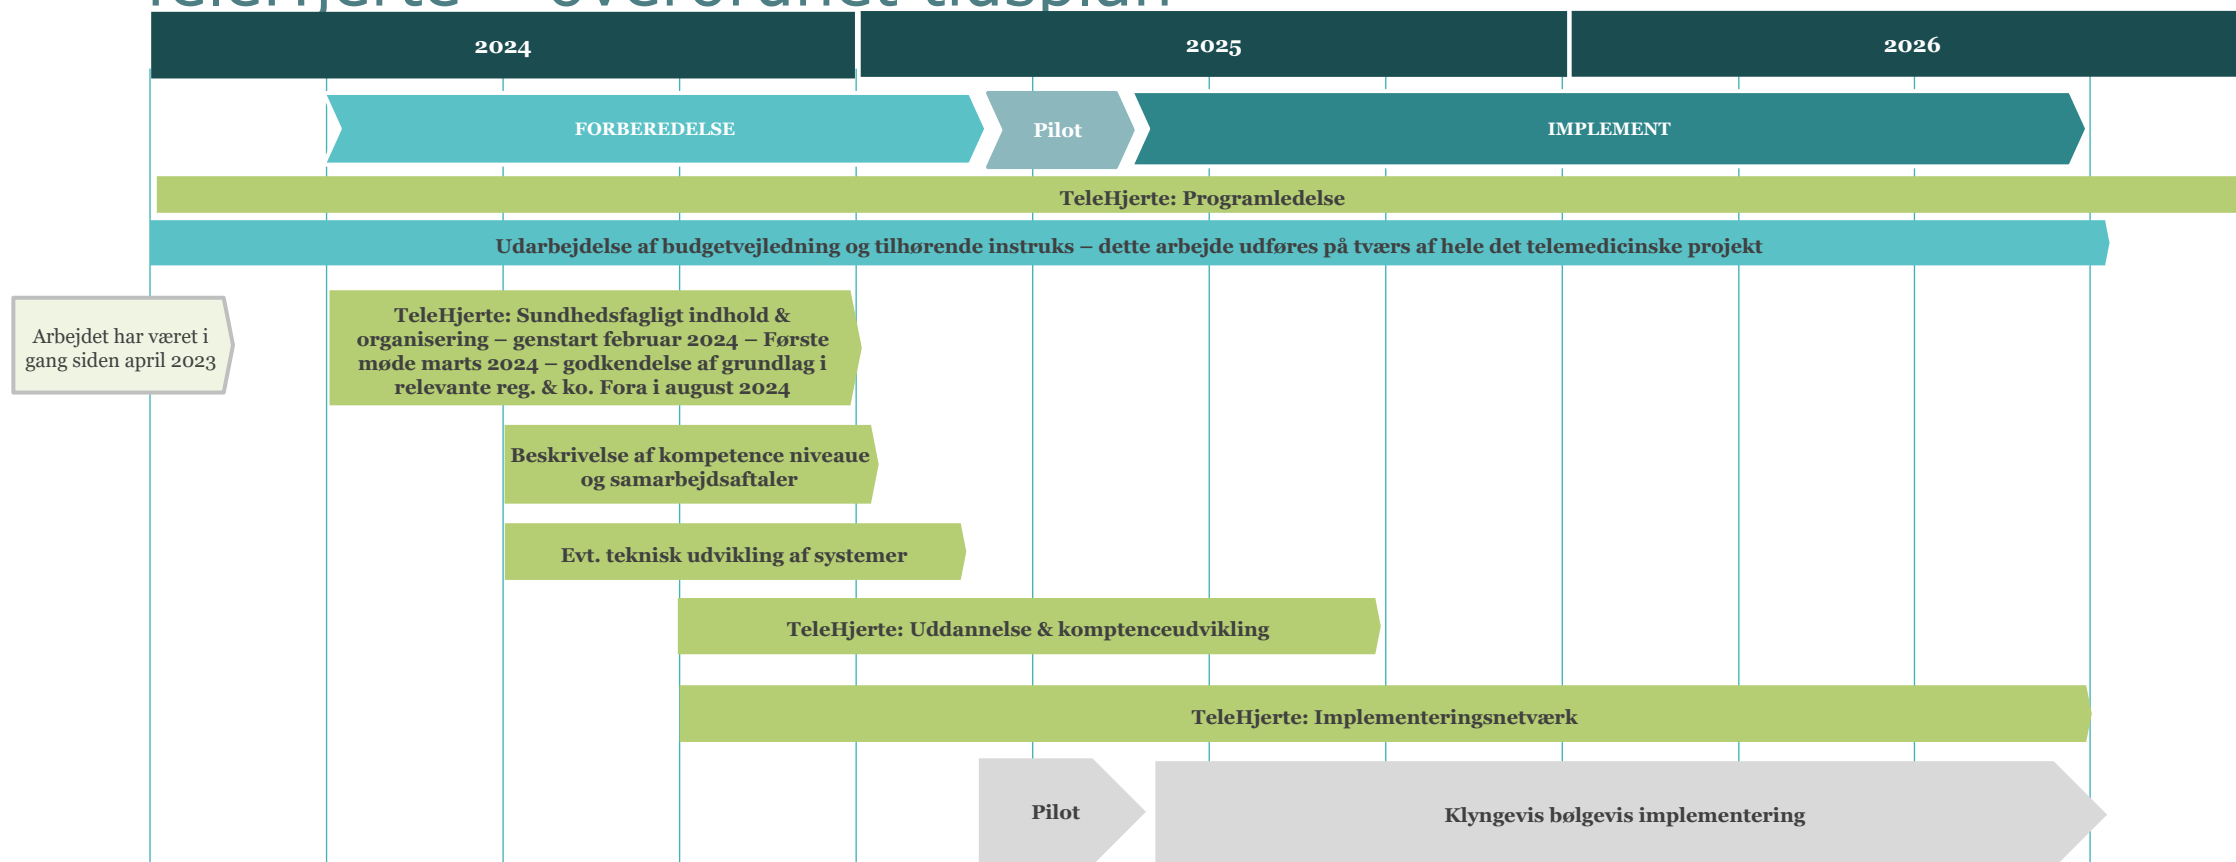 TeleHjerte – overordnet tidsplan
2024
2025
2026
FORBEREDELSE
Pilot
IMPLEMENT
TeleHjerte: Programledelse
Udarbejdelse af budgetvejledning og tilhørende instruks – dette arbejde udføres på tværs af hele det telemedicinske projekt
Arbejdet har været i
gang siden april 2023
TeleHjerte: Sundhedsfagligt indhold &
organisering – genstart februar 2024 – Første
møde marts 2024 – godkendelse af grundlag i
relevante reg. & ko. Fora i august 2024
Beskrivelse af kompetence niveaue
og samarbejdsaftaler
Evt. teknisk udvikling af systemer
TeleHjerte: Uddannelse & komptenceudvikling
TeleHjerte: Implementeringsnetværk
Pilot
Klyngevis bølgevis implementering